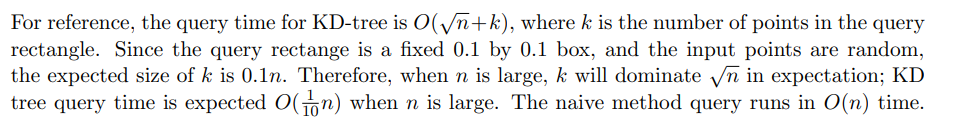 For reference, the query time for KD-tree is O(√n+k), where k is the number of points in the query
rectangle. Since the query rectange is a fixed 0.1 by 0.1 box, and the input points are random,
the expected size of k is 0.1n. Therefore, when n is large, k will dominate √n in expectation; KD
tree query time is expected O(1/10 n) when n is large. The naive method query runs in O(n) time.